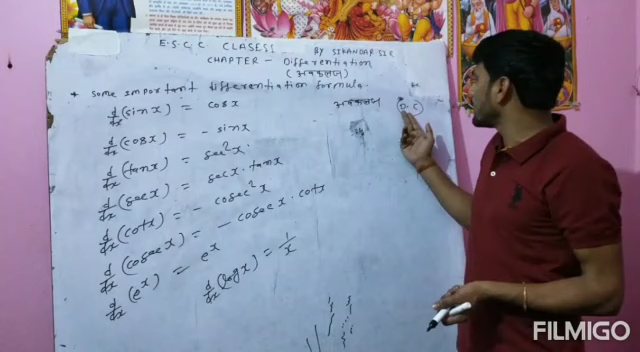 E.S.C.C. CLASESS - BY SIKANDAR SIR
CHAPTER - Differentiation
(अवकलन)
* some important differentiation formula.
अवकलन (D.C)
d/dx (sinx) = cosx
d/dx (cosx) = - sinx
d/dx (tanx) = sec²x.
d/dx (secx) = secx.tanx
d/dx (cotx) = - cosec²x
d/dx (cosecx) = - cosecx.cotx
d/dx (eˣ) = eˣ
d/dx (logx) = 1/x
FILMIGO